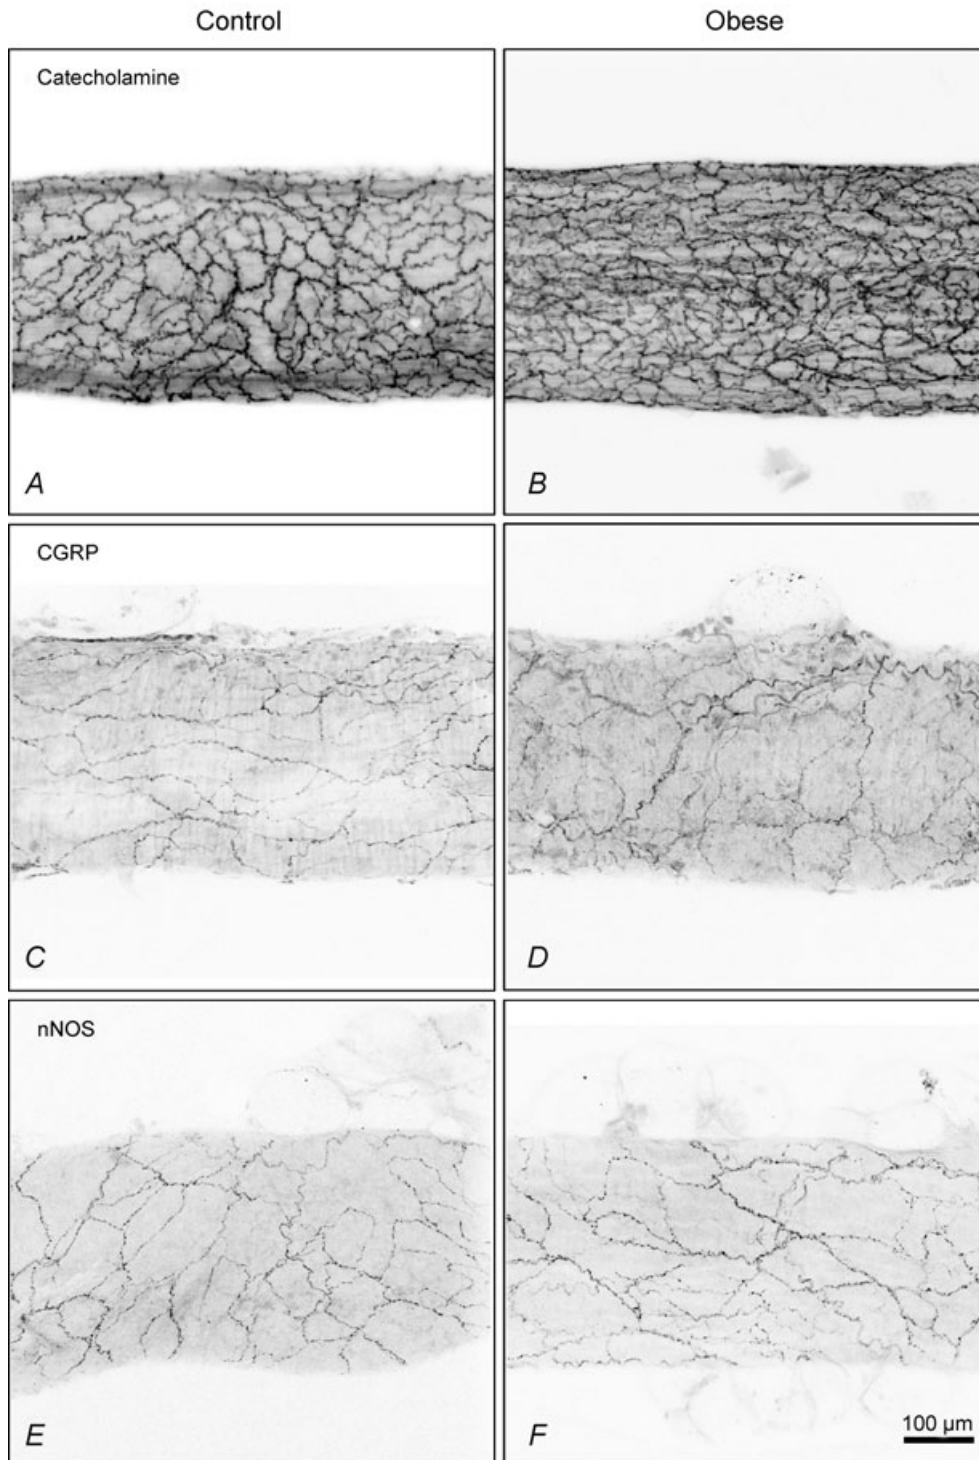 Control Obese
Catecholamine
A B
CGRP
C D
nNOS
E F
100 µm